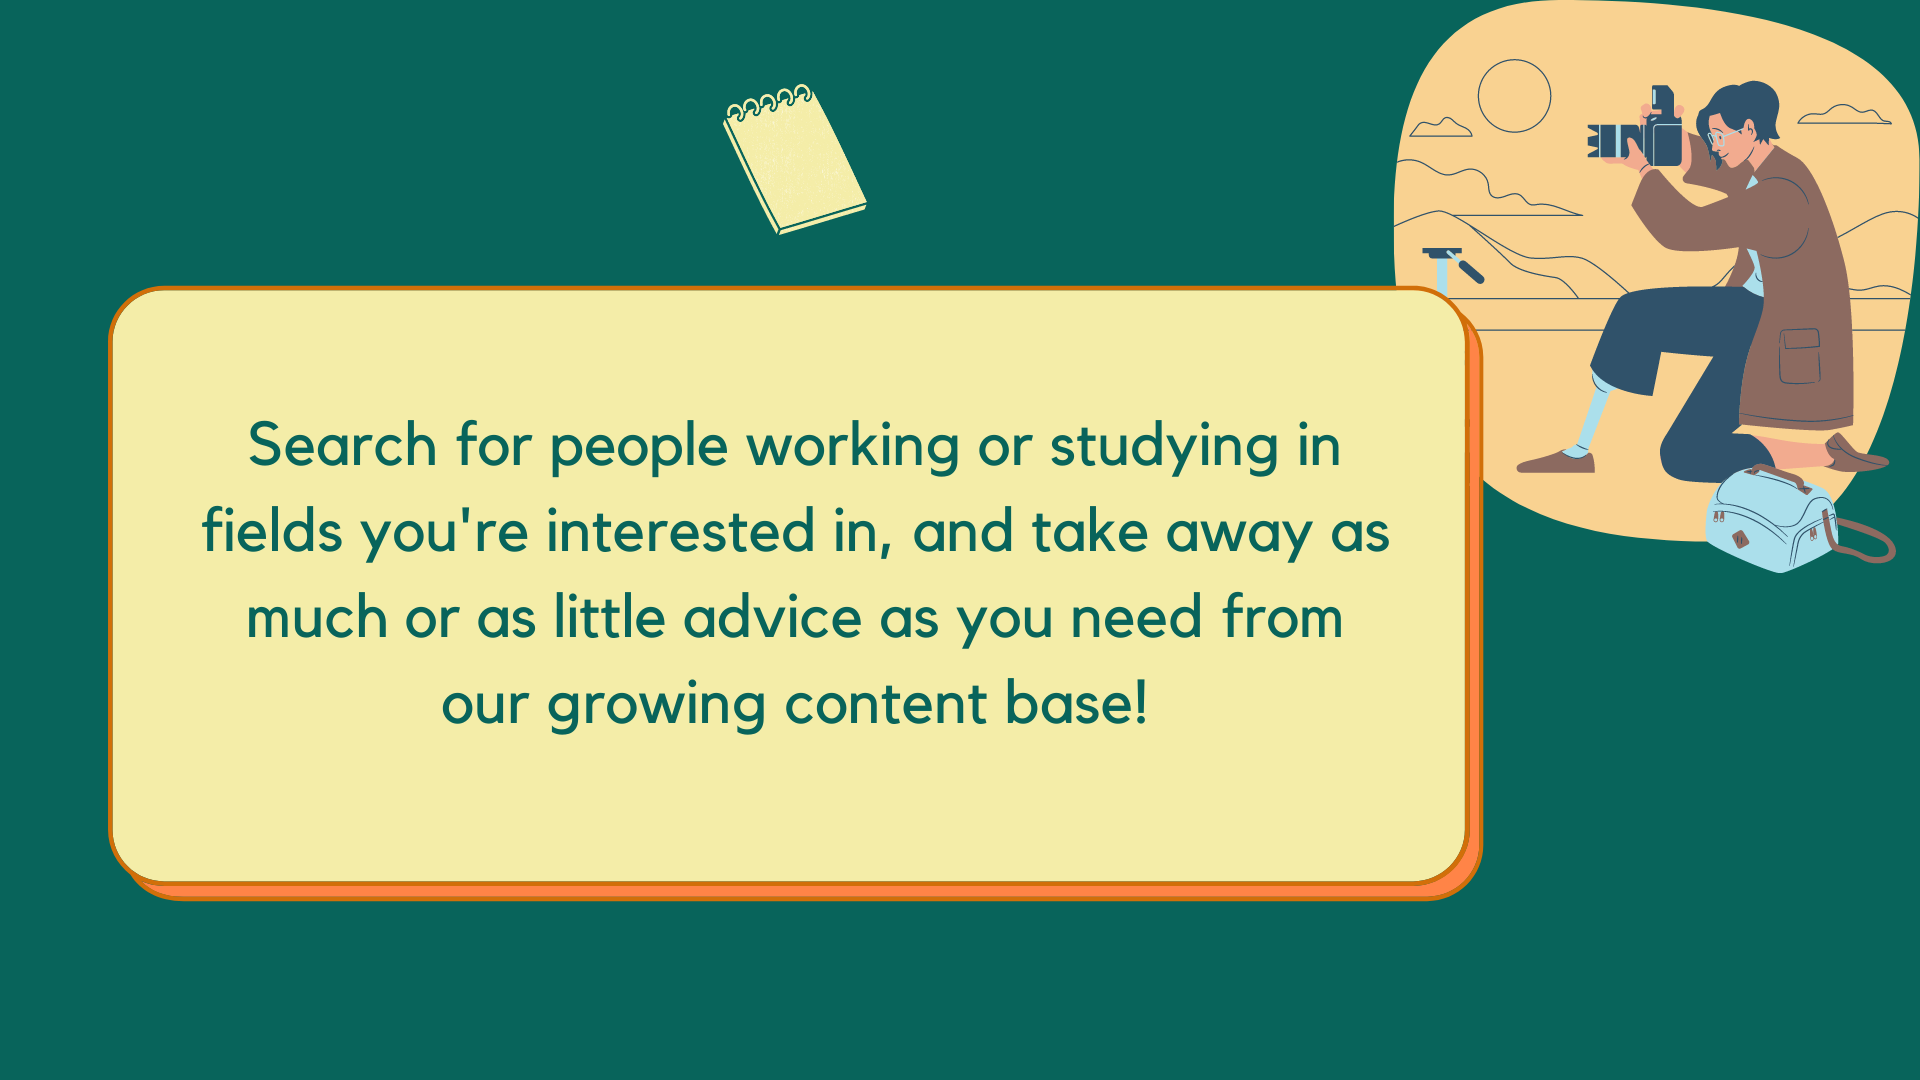 Search for people working or studying in
fields you're interested in, and take away as
much or as little advice as you need from
our growing content base!